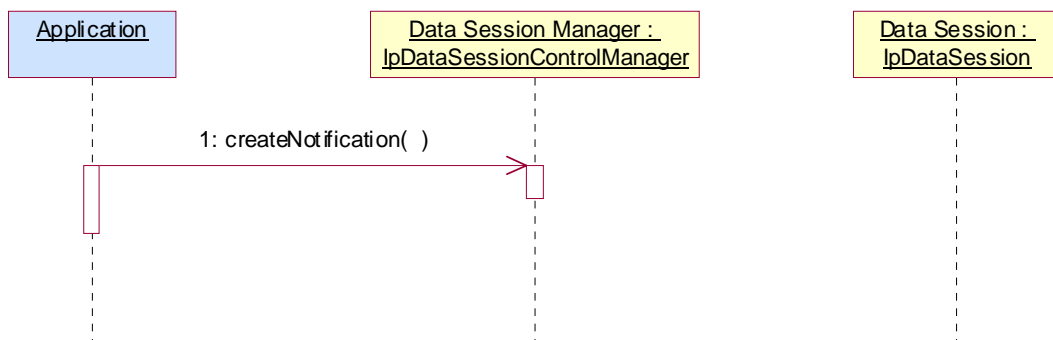 Application
Data Session Manager :
IpDataSessionControlManager
Data Session :
IpDataSession
1: createNotification( )